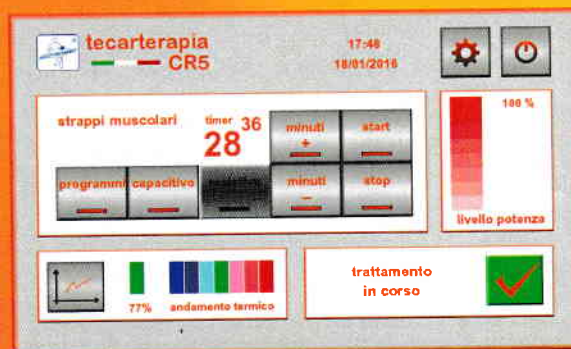 tecarterapia
CR5
17:46
18/01/2016
strappi muscolari
timer
28 36
minuti
+
start
programmi
capacitivo
minuti
−
stop
100 %
livello potenza
77%
andamento termico
trattamento
in corso